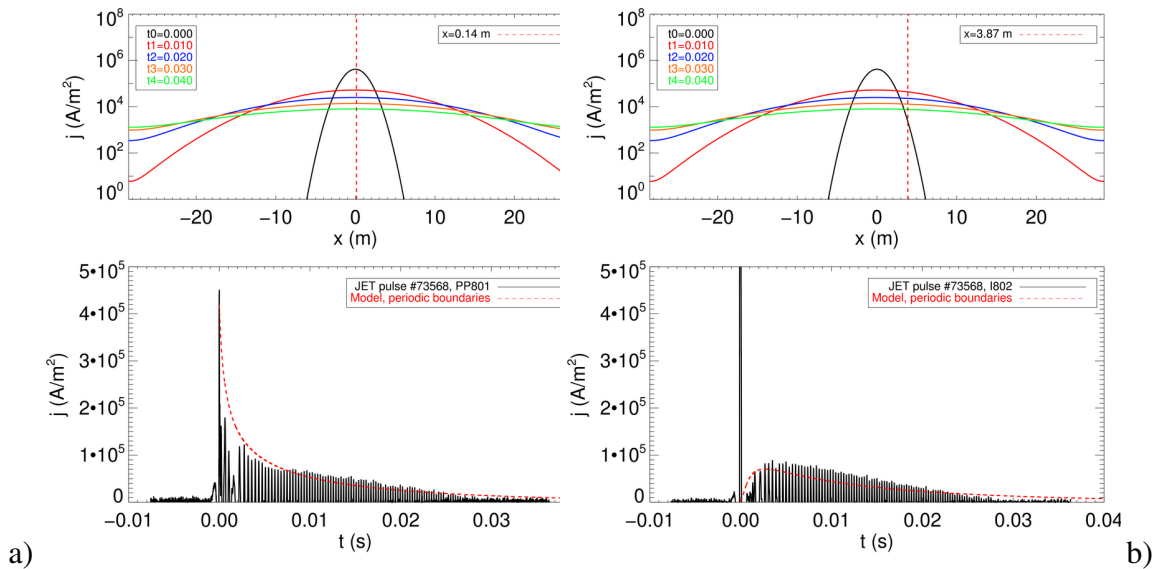 10^8
10^6
10^4
10^2
10^0
j (A/m^2)
t0=0.000
t1=0.010
t2=0.020
t3=0.030
t4=0.040
x=0.14 m
−20
−10
0
10
20
x (m)
10^8
10^6
10^4
10^2
10^0
j (A/m^2)
t0=0.000
t1=0.010
t2=0.020
t3=0.030
t4=0.040
x=3.87 m
−20
−10
0
10
20
x (m)
5•10^5
4•10^5
3•10^5
2•10^5
1•10^5
0
j (A/m^2)
JET pulse #73568, PP801
Model, periodic boundaries
−0.01
0.00
0.01
0.02
0.03
t (s)
a)
5•10^5
4•10^5
3•10^5
2•10^5
1•10^5
0
j (A/m^2)
JET pulse #73568, I802
Model, periodic boundaries
−0.01
0.00
0.01
0.02
0.03
0.04
t (s)
b)